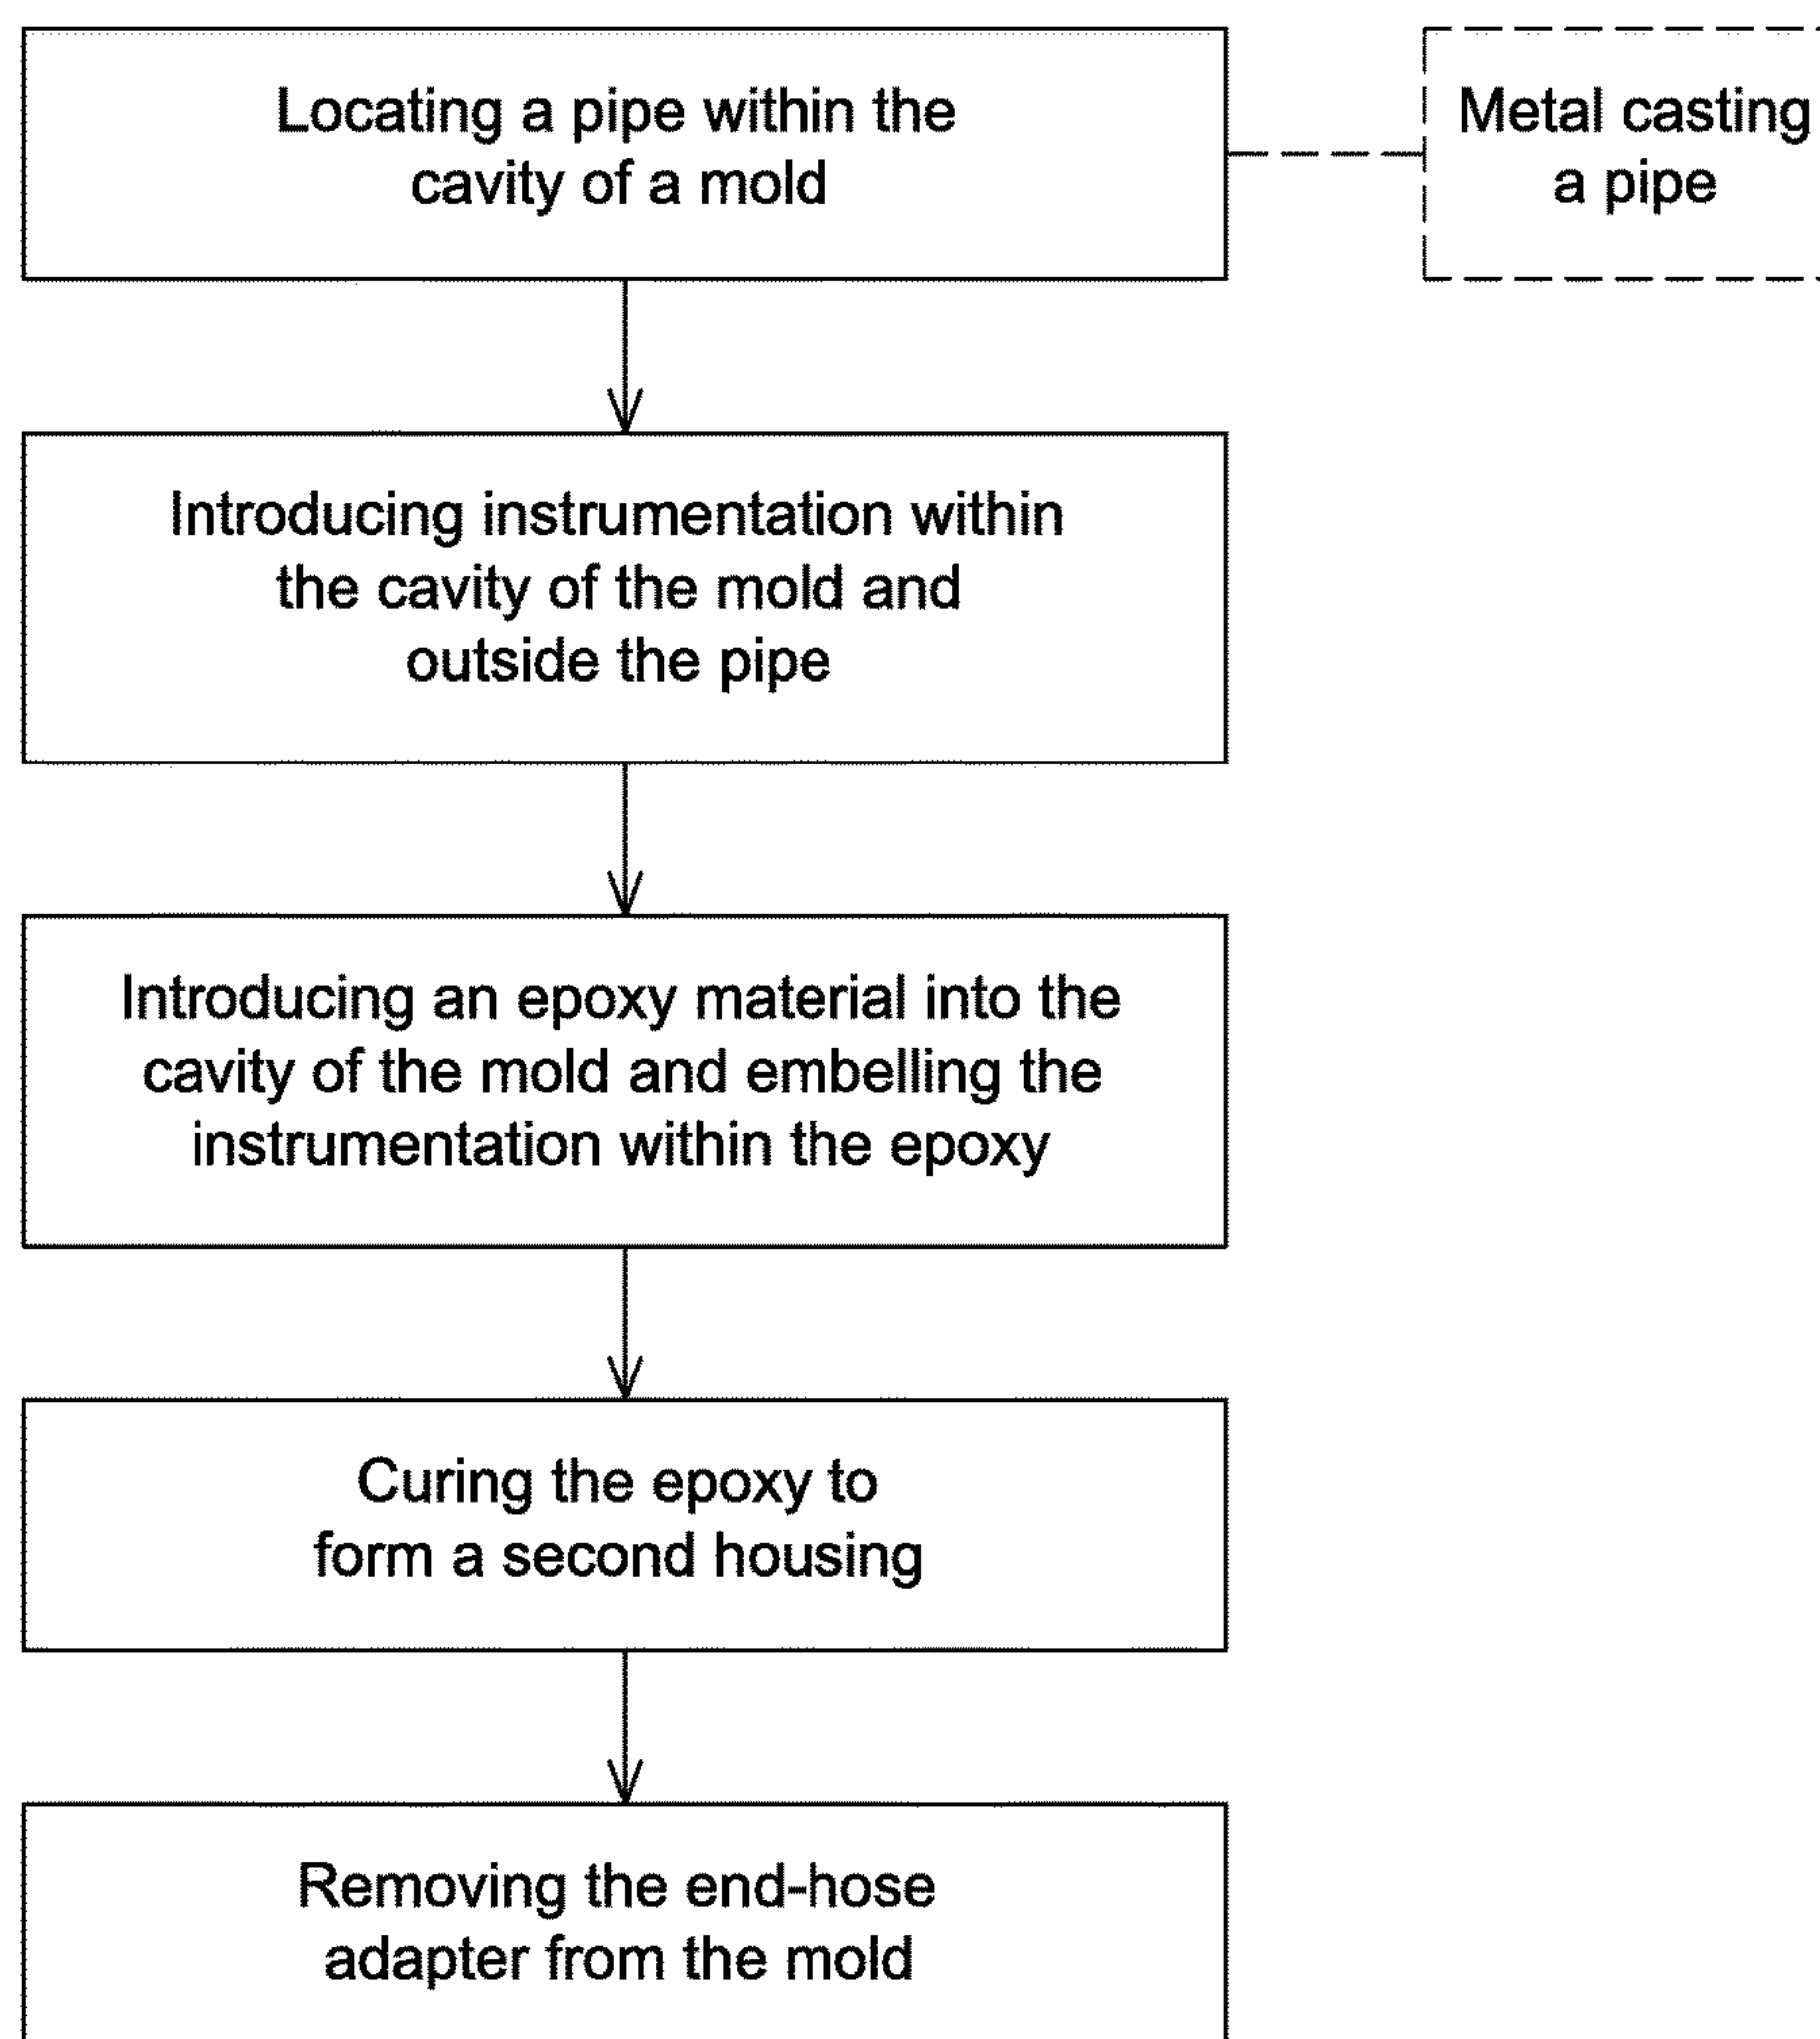 Locating a pipe within the
cavity of a mold
Metal casting
a pipe
Introducing instrumentation within
the cavity of the mold and
outside the pipe
Introducing an epoxy material into the
cavity of the mold and embelling the
instrumentation within the epoxy
Curing the epoxy to
form a second housing
Removing the end-hose
adapter from the mold